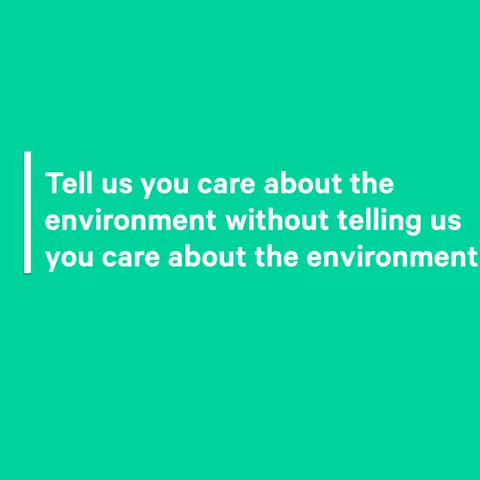 Tell us you care about the
environment without telling us
you care about the environment